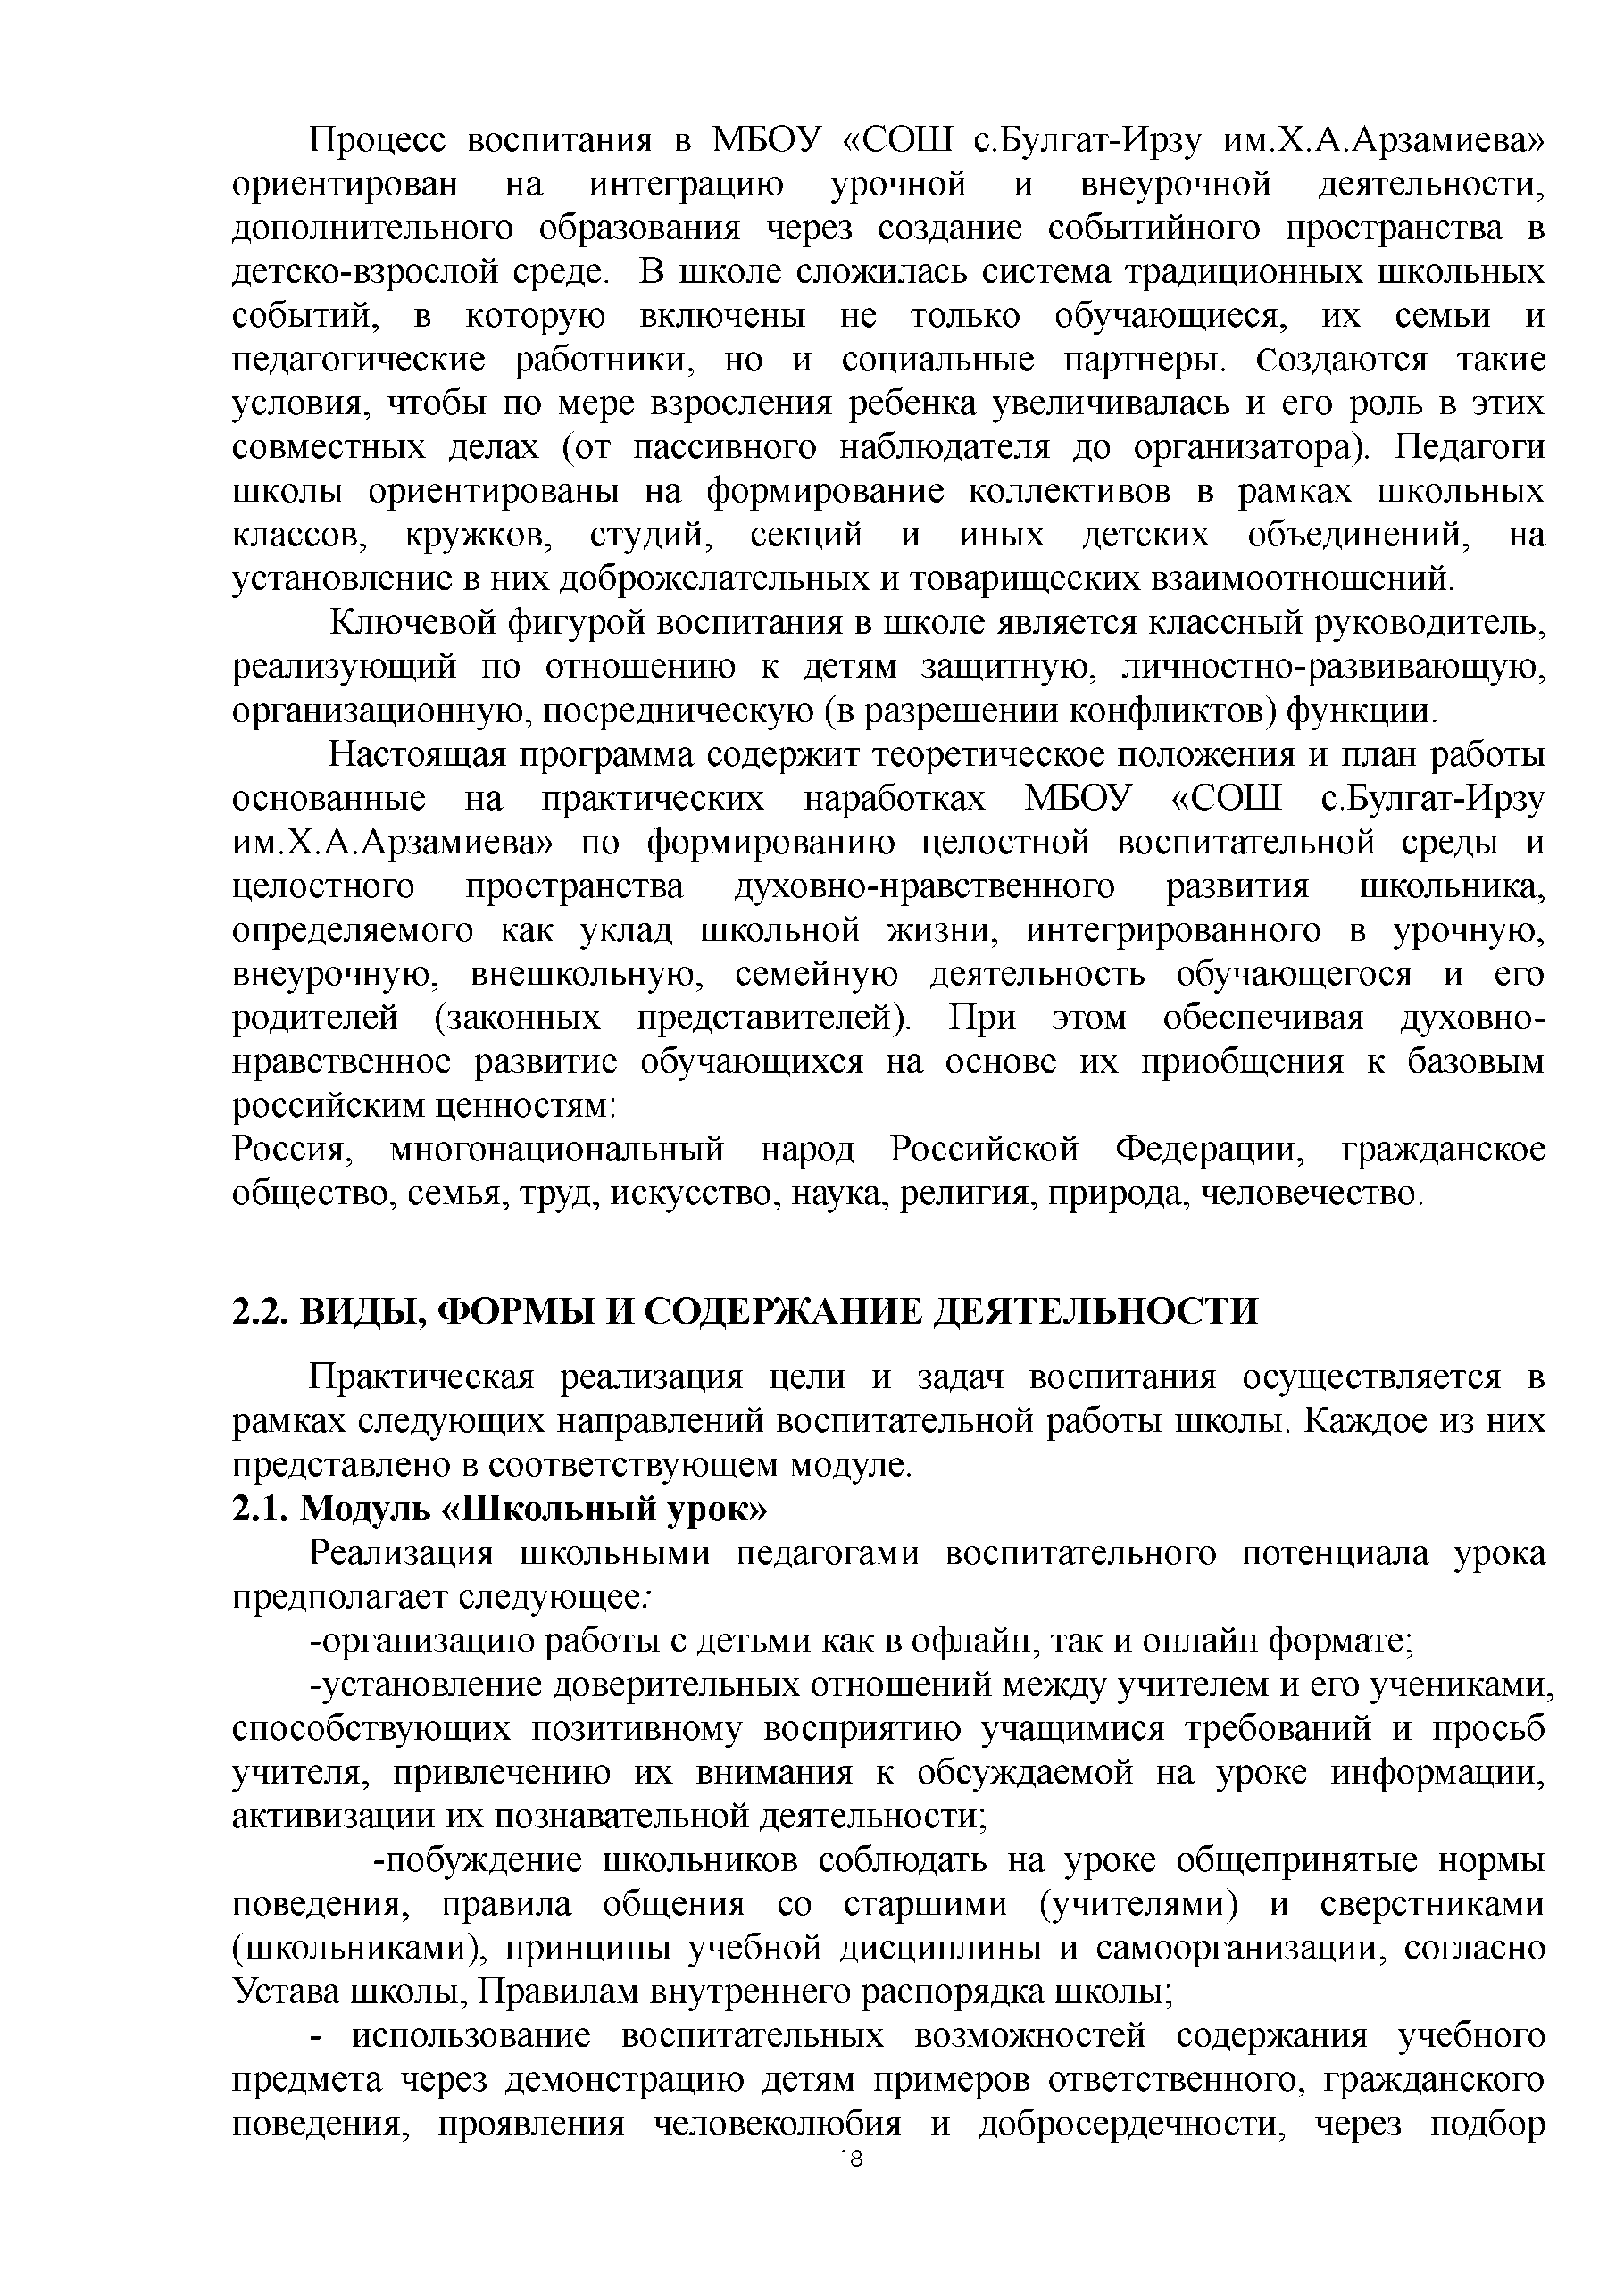 Процесс воспитания в МБОУ «СОШ с.Булгат-Ирзу им.Х.А.Арзамиева»
ориентирован на интеграцию урочной и внеурочной деятельности,
дополнительного образования через создание событийного пространства в
детско-взрослой среде. В школе сложилась система традиционных школьных
событий, в которую включены не только обучающиеся, их семьи и
педагогические работники, но и социальные партнеры. Создаются такие
условия, чтобы по мере взросления ребенка увеличивалась и его роль в этих
совместных делах (от пассивного наблюдателя до организатора). Педагоги
школы ориентированы на формирование коллективов в рамках школьных
классов, кружков, студий, секций и иных детских объединений, на
установление в них доброжелательных и товарищеских взаимоотношений.
Ключевой фигурой воспитания в школе является классный руководитель,
реализующий по отношению к детям защитную, личностно-развивающую,
организационную, посредническую (в разрешении конфликтов) функции.
Настоящая программа содержит теоретическое положения и план работы
основанные на практических наработках МБОУ «СОШ с.Булгат-Ирзу
им.Х.А.Арзамиева» по формированию целостной воспитательной среды и
целостного пространства духовно-нравственного развития школьника,
определяемого как уклад школьной жизни, интегрированного в урочную,
внеурочную, внешкольную, семейную деятельность обучающегося и его
родителей (законных представителей). При этом обеспечивая духовно-
нравственное развитие обучающихся на основе их приобщения к базовым
российским ценностям:
Россия, многонациональный народ Российской Федерации, гражданское
общество, семья, труд, искусство, наука, религия, природа, человечество.
2.2. ВИДЫ, ФОРМЫ И СОДЕРЖАНИЕ ДЕЯТЕЛЬНОСТИ
Практическая реализация цели и задач воспитания осуществляется в
рамках следующих направлений воспитательной работы школы. Каждое из них
представлено в соответствующем модуле.
2.1. Модуль «Школьный урок»
Реализация школьными педагогами воспитательного потенциала урока
предполагает следующее:
-организацию работы с детьми как в офлайн, так и онлайн формате;
-установление доверительных отношений между учителем и его учениками,
способствующих позитивному восприятию учащимися требований и просьб
учителя, привлечению их внимания к обсуждаемой на уроке информации,
активизации их познавательной деятельности;
-побуждение школьников соблюдать на уроке общепринятые нормы
поведения, правила общения со старшими (учителями) и сверстниками
(школьниками), принципы учебной дисциплины и самоорганизации, согласно
Устава школы, Правилам внутреннего распорядка школы;
- использование воспитательных возможностей содержания учебного
предмета через демонстрацию детям примеров ответственного, гражданского
поведения, проявления человеколюбия и добросердечности, через подбор
18